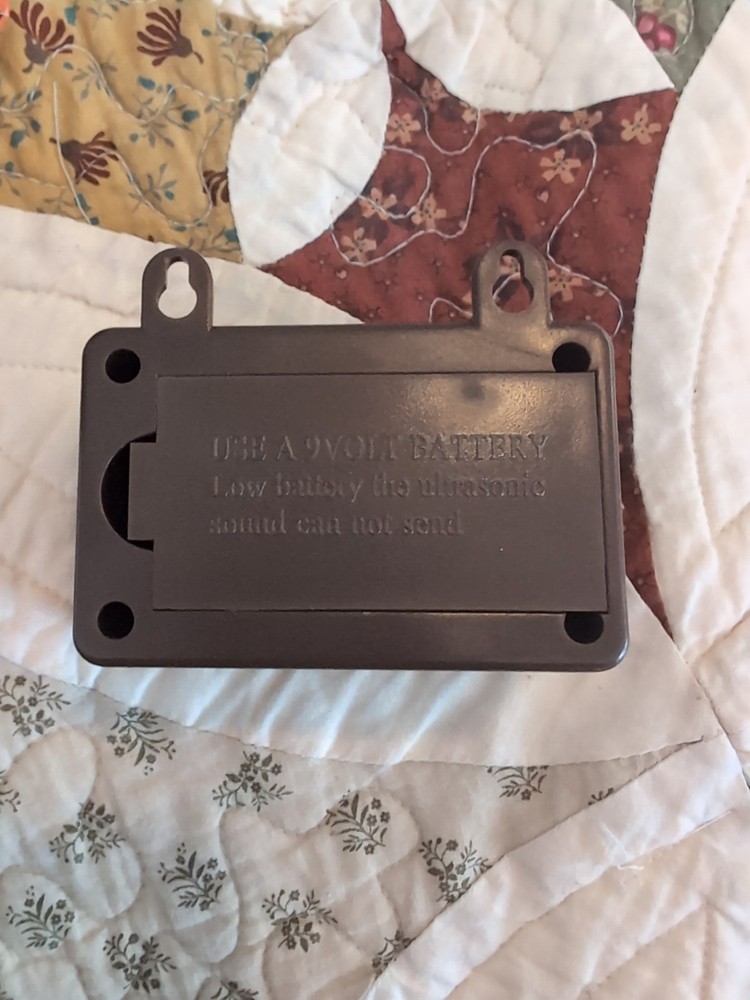 USE A 9VOLT BATTERY
Low battery the ultrasonic
sound can not send